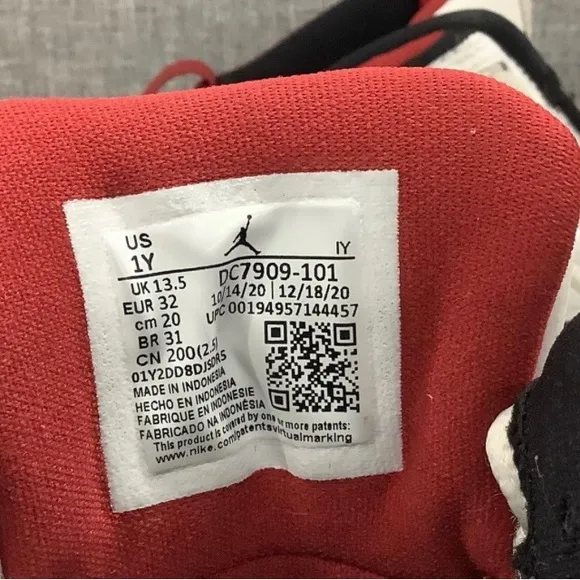 US
1Y
IY
UK 13.5
EUR 32
cm 20
BR 31
CN 200(2.5)
DC7909-101
10/14/20 | 12/18/20
UPC 00194957144457
01Y2DD8DJSDRS
MADE IN INDONESIA
HECHO EN INDONESIA
FABRIQUE EN INDONESIE
FABRICADO NA INDONÉSIA
This product is covered by one or more patents:
www.nike.com/patentsvirtualmarking